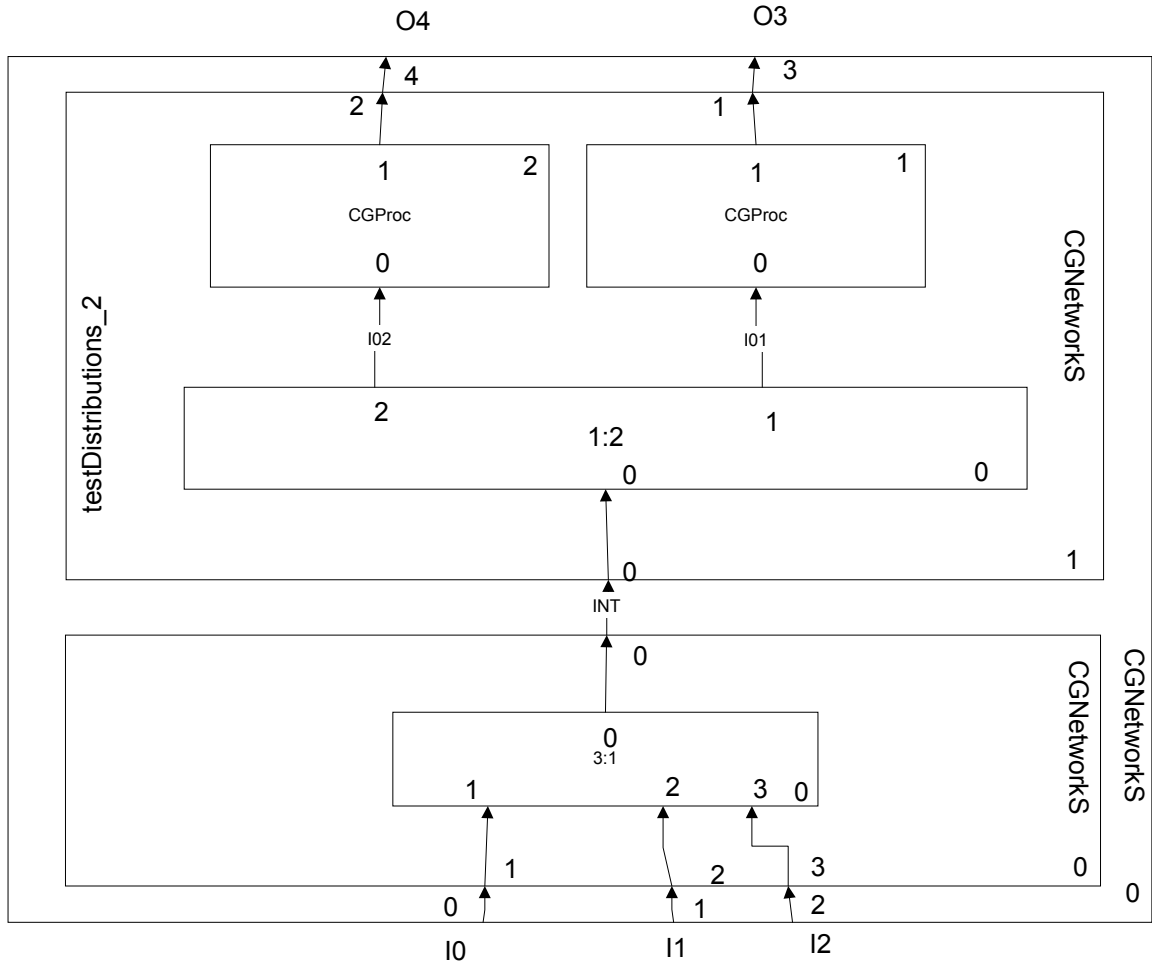 O4 O3
4 3
2 1
1 2 1 1
CGProc CGProc
0 0
CGNetworkS
testDistributions_2
I02 I01
2 1
1:2
0 0
1
0
INT
0
CGNetworkS
CGNetworkS
0
3:1
1 2 3 0
1 2 3 0
0 1 2 0
I0 I1 I2